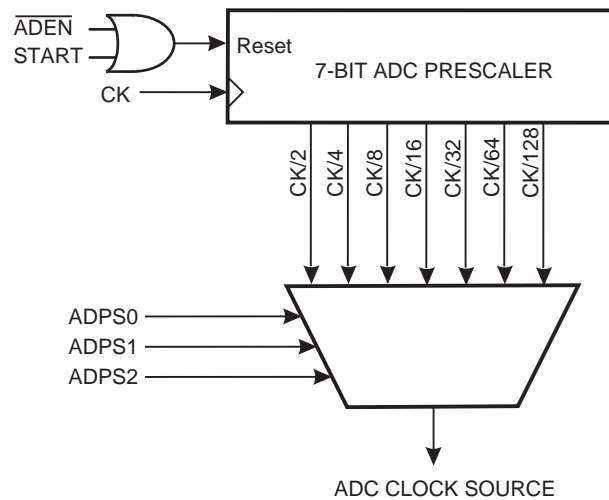 ADEN
START
Reset
7-BIT ADC PRESCALER
CK
CK/2
CK/4
CK/8
CK/16
CK/32
CK/64
CK/128
ADPS0
ADPS1
ADPS2
ADC CLOCK SOURCE